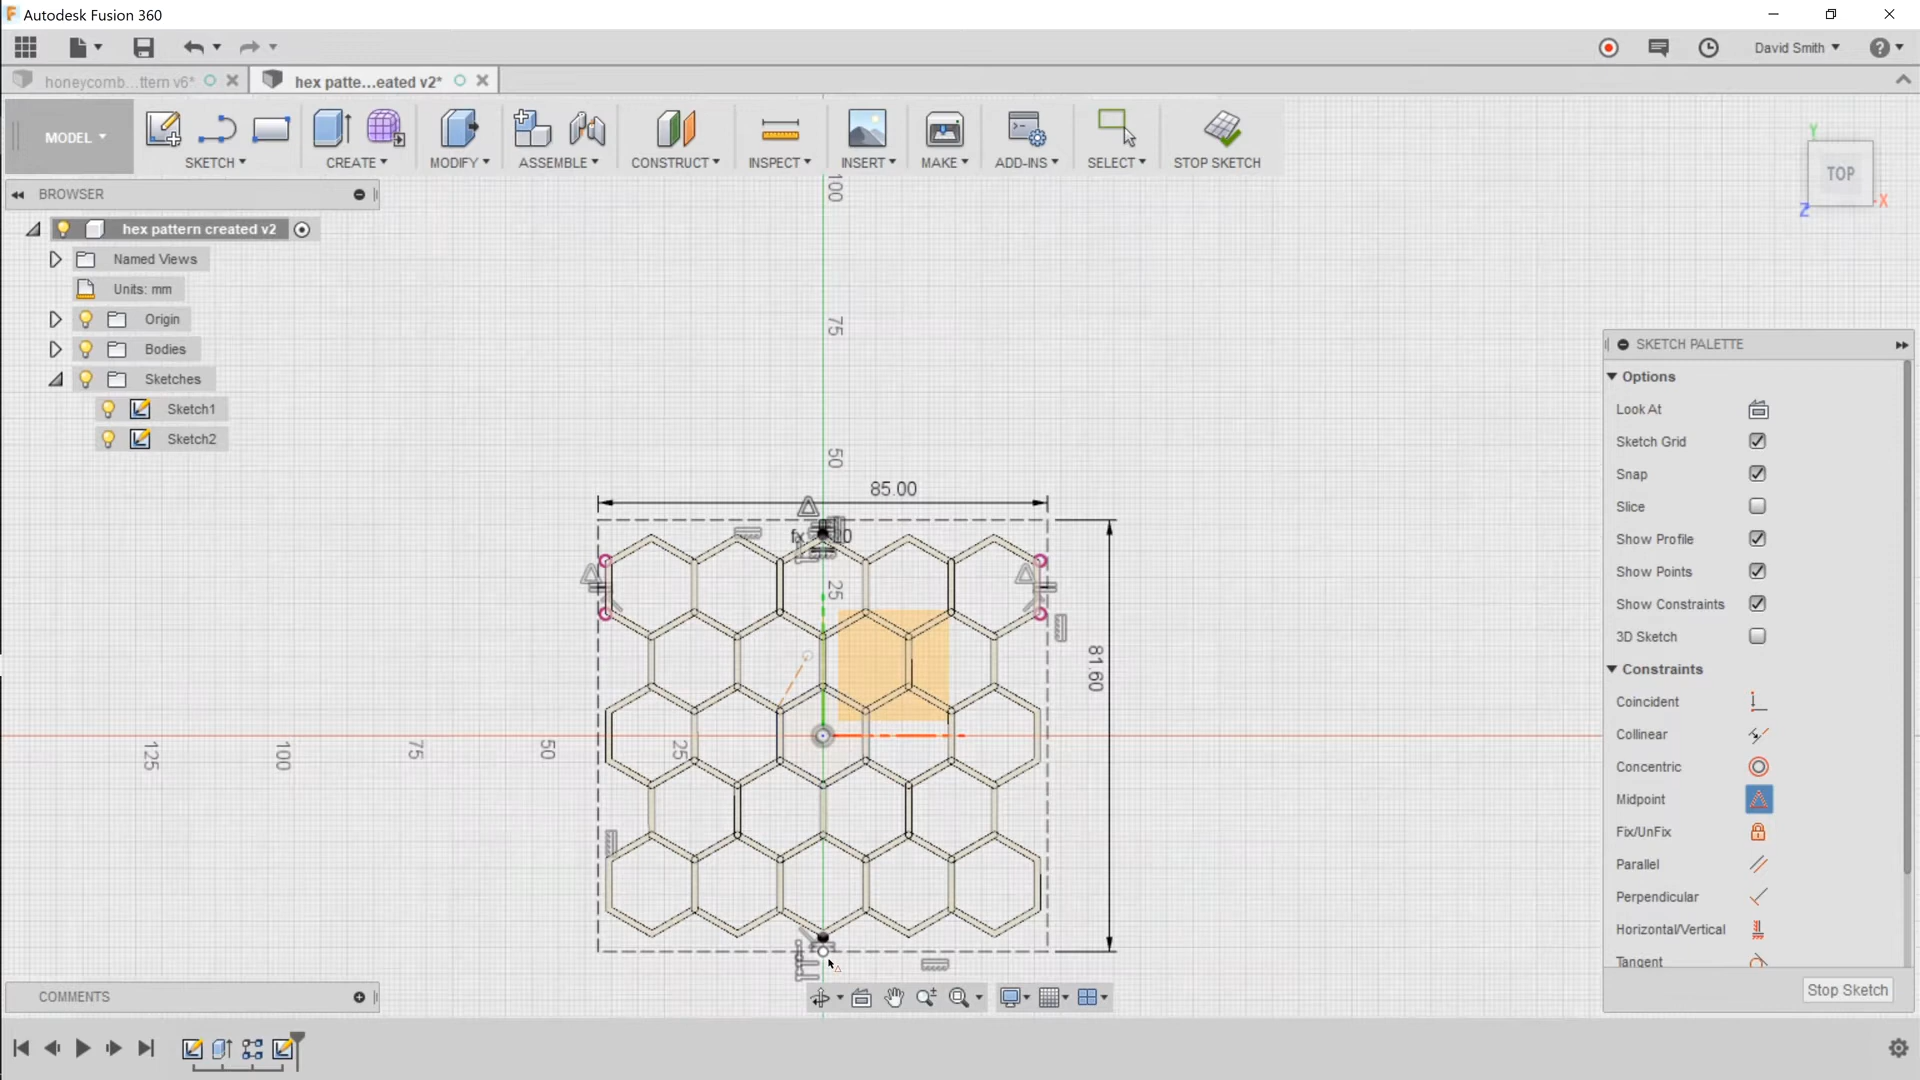 Autodesk Fusion 360
David Smith
honeycomb...ttern v6*
hex patte...eated v2*
MODEL
SKETCH
CREATE
MODIFY
ASSEMBLE
CONSTRUCT
INSPECT
INSERT
MAKE
ADD-INS
SELECT
STOP SKETCH
BROWSER
hex pattern created v2
Named Views
Units: mm
Origin
Bodies
Sketches
Sketch1
Sketch2
TOP
Y
X
Z
100
75
50
25
125
100
75
50
25
85.00
81.60
SKETCH PALETTE
Options
Look At
Sketch Grid
Snap
Slice
Show Profile
Show Points
Show Constraints
3D Sketch
Constraints
Coincident
Collinear
Concentric
Midpoint
Fix/UnFix
Parallel
Perpendicular
Horizontal/Vertical
Tangent
Stop Sketch
COMMENTS